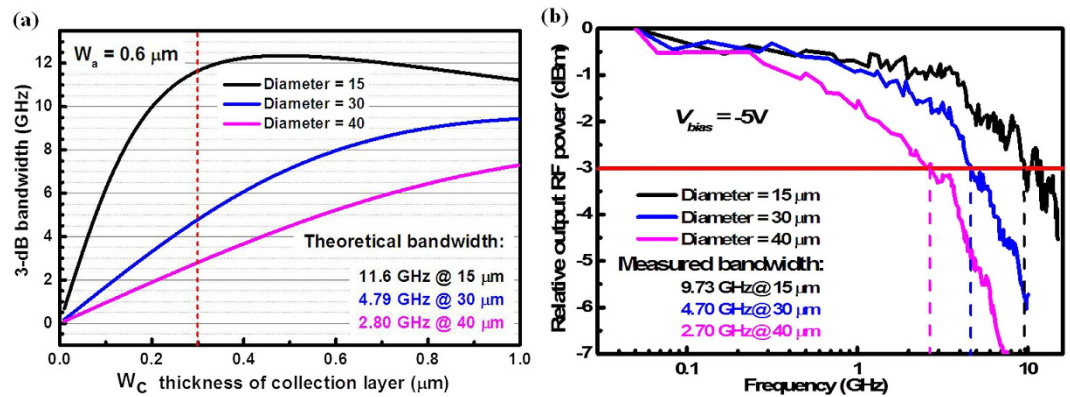 (a)
3-dB bandwidth (GHz)
12
10
8
6
4
2
0
Wa = 0.6 μm
Diameter = 15
Diameter = 30
Diameter = 40
Theoretical bandwidth:
11.6 GHz @ 15 μm
4.79 GHz @ 30 μm
2.80 GHz @ 40 μm
0.0 0.2 0.4 0.6 0.8 1.0
WC thickness of collection layer (μm)
(b)
Relative output RF power (dBm)
0
-1
-2
-3
-4
-5
-6
-7
Vbias = -5V
Diameter = 15 μm
Diameter = 30 μm
Diameter = 40 μm
Measured bandwidth:
9.73 GHz@ 15 μm
4.70 GHz@ 30 μm
2.70 GHz@ 40 μm
0.1 1 10
Frequency (GHz)